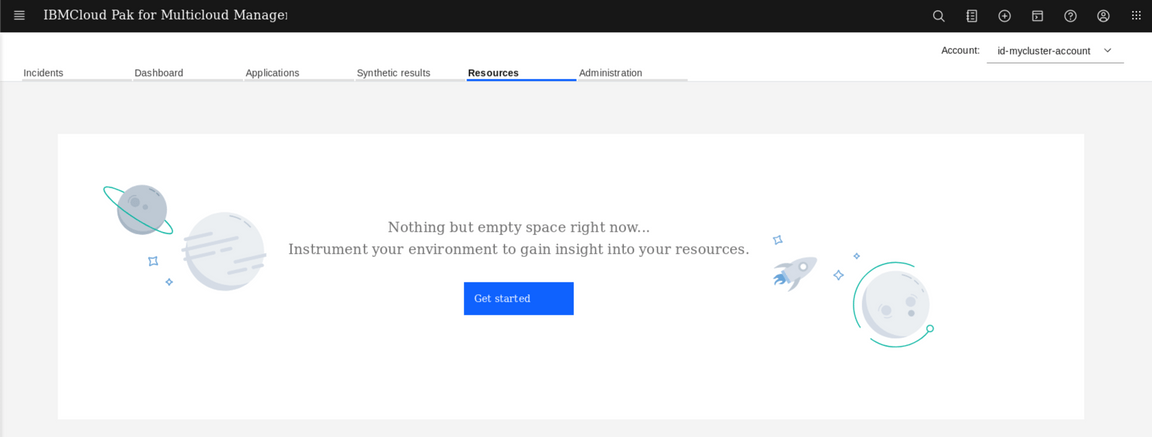 IBMCloud Pak for Multicloud Manage
Account: id-mycluster-account
Incidents Dashboard Applications Synthetic results Resources Administration
Nothing but empty space right now...
Instrument your environment to gain insight into your resources.
Get started